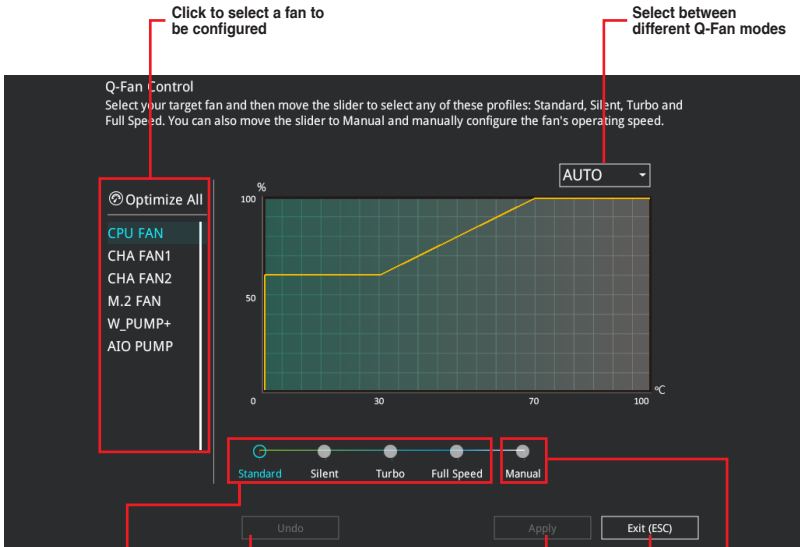 Click to select a fan to
be configured
Select between
different Q-Fan modes
Q-Fan Control
Select your target fan and then move the slider to select any of these profiles: Standard, Silent, Turbo and
Full Speed. You can also move the slider to Manual and manually configure the fan's operating speed.
AUTO
Optimize All
CPU FAN
CHA FAN1
CHA FAN2
M.2 FAN
W_PUMP+
AIO PUMP
%
100
50
0
30
70
100
ºC
Standard
Silent
Turbo
Full Speed
Manual
Undo
Apply
Exit (ESC)